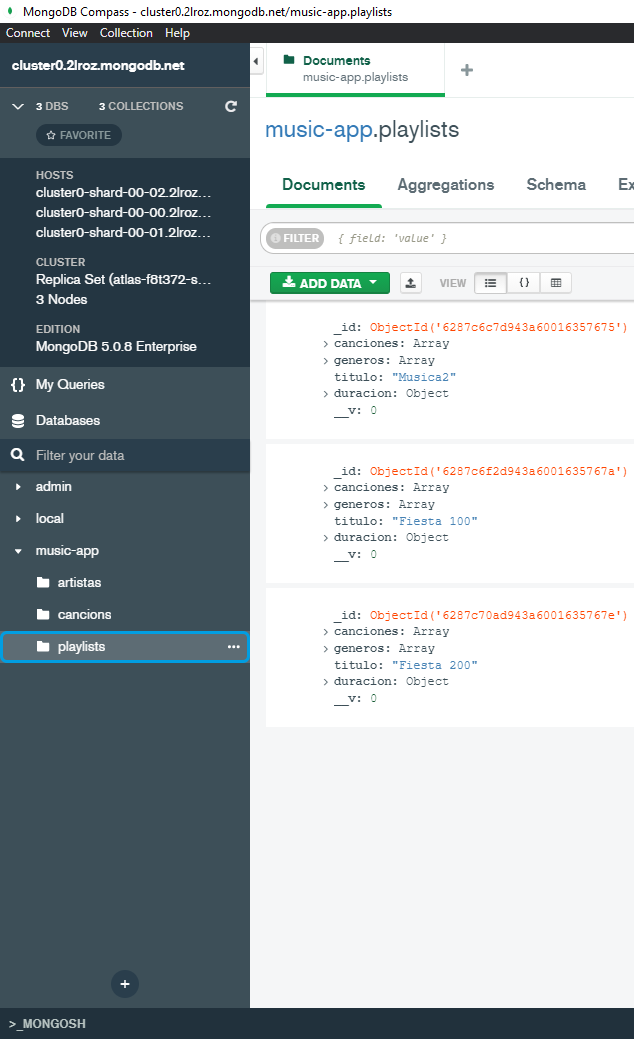 MongoDB Compass - cluster0.2lroz.mongodb.net/music-app.playlists
Connect View Collection Help
cluster0.2lroz.mongodb.net
3 DBS 3 COLLECTIONS
FAVORITE
HOSTS
cluster0-shard-00-02.2lroz...
cluster0-shard-00-00.2lroz...
cluster0-shard-00-01.2lroz...
CLUSTER
Replica Set (atlas-f8t372-s...
3 Nodes
EDITION
MongoDB 5.0.8 Enterprise
{} My Queries
Databases
Filter your data
admin
local
music-app
artistas
cancions
playlists ...
>_MONGOSH
Documents
music-app.playlists
music-app.playlists
Documents Aggregations Schema Ex
FILTER { field: 'value' }
ADD DATA VIEW {}
_id: ObjectId('6287c6c7d943a60016357675')
canciones: Array
generos: Array
titulo: "Musica2"
duracion: Object
__v: 0
_id: ObjectId('6287c6f2d943a6001635767a')
canciones: Array
generos: Array
titulo: "Fiesta 100"
duracion: Object
__v: 0
_id: ObjectId('6287c70ad943a6001635767e')
canciones: Array
generos: Array
titulo: "Fiesta 200"
duracion: Object
__v: 0